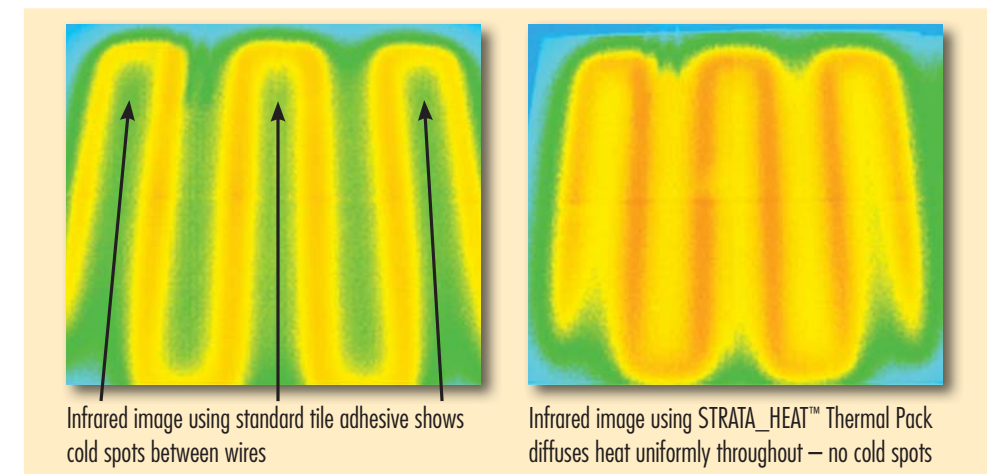 Infrared image using standard tile adhesive shows
cold spots between wires
Infrared image using STRATA_HEAT™ Thermal Pack
diffuses heat uniformly throughout – no cold spots